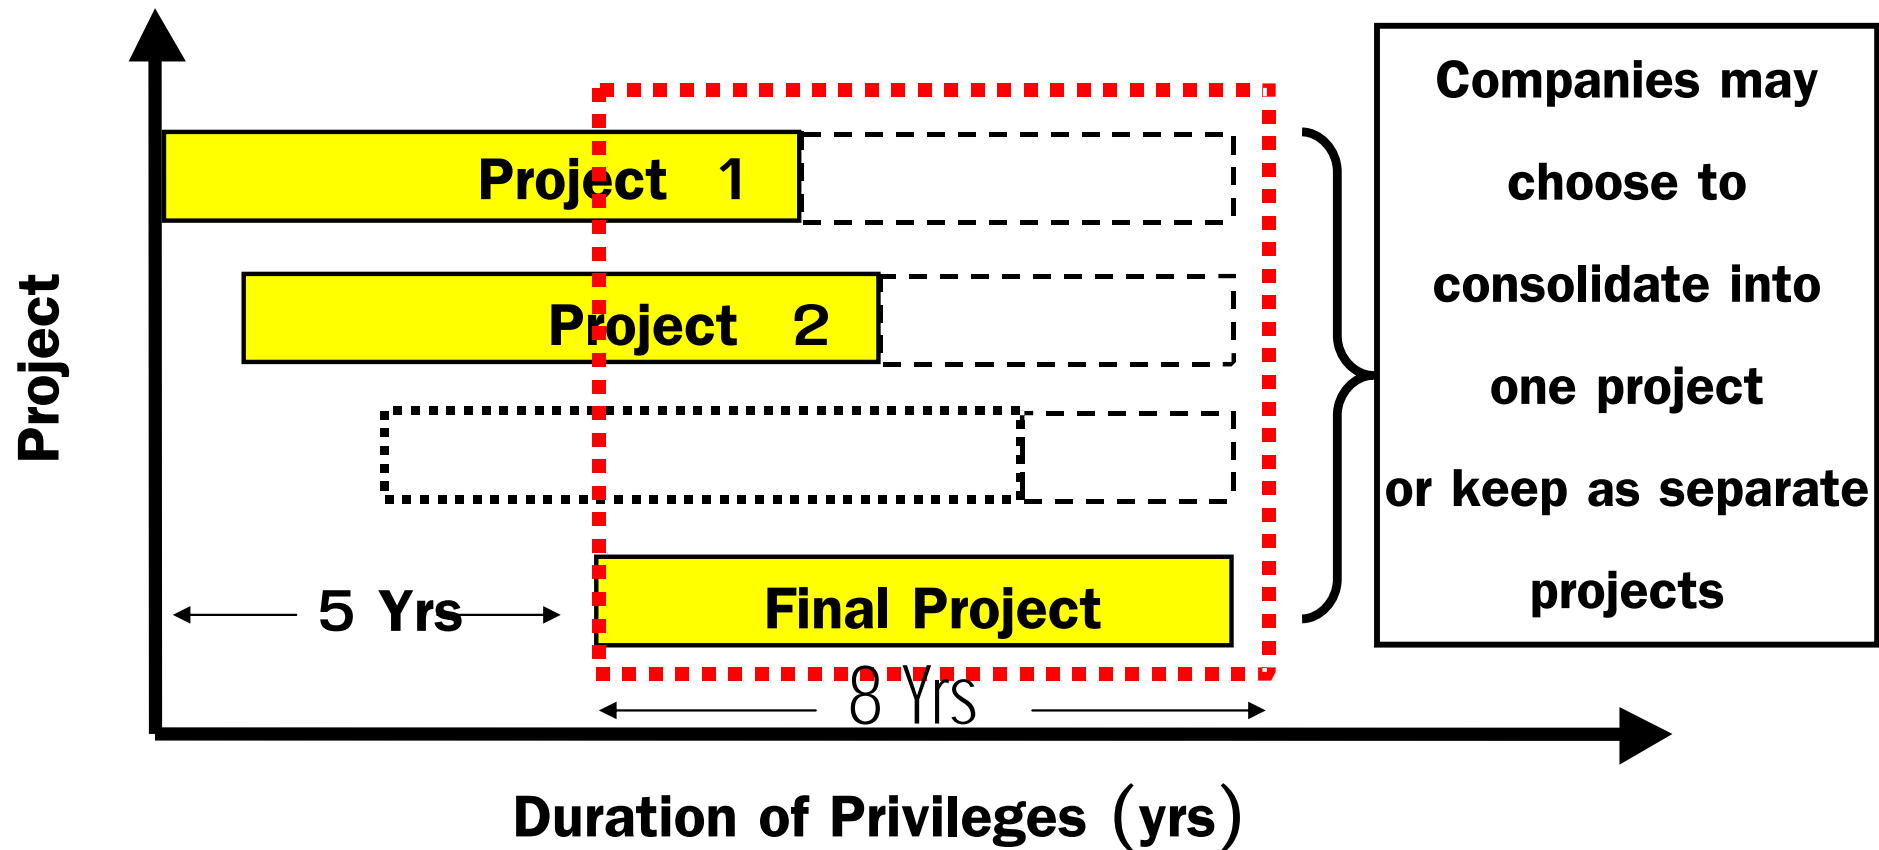 Project 1
Project 2
Final Project
5 Yrs
8 Yrs
Project
Duration of Privileges (yrs)
Companies may
choose to
consolidate into
one project
or keep as separate
projects